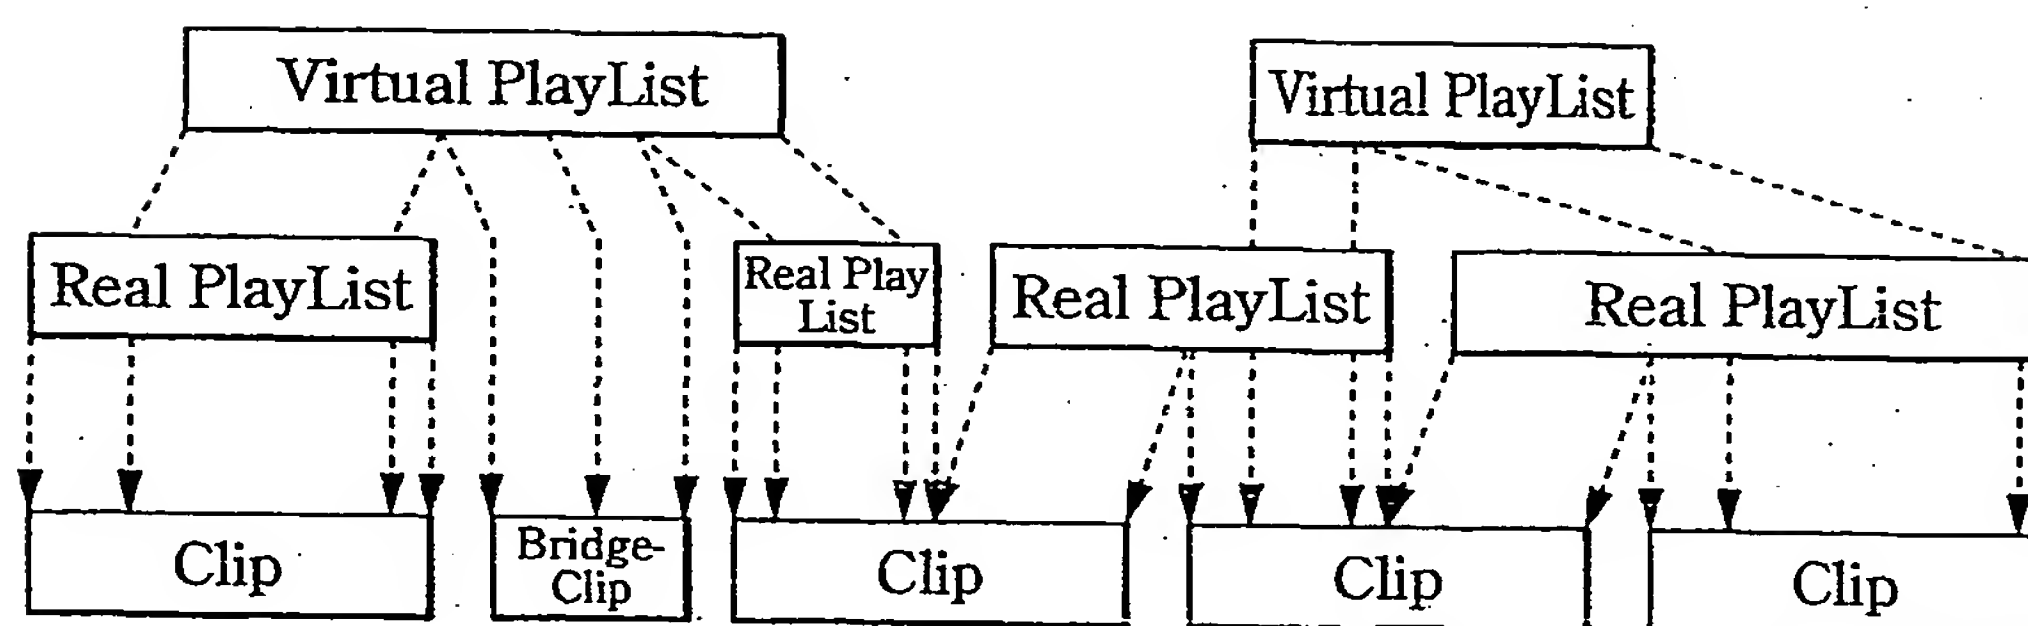 Virtual PlayList
Virtual PlayList
Real PlayList
Real Play
List
Real PlayList
Real PlayList
Clip
Bridge-
Clip
Clip
Clip
Clip